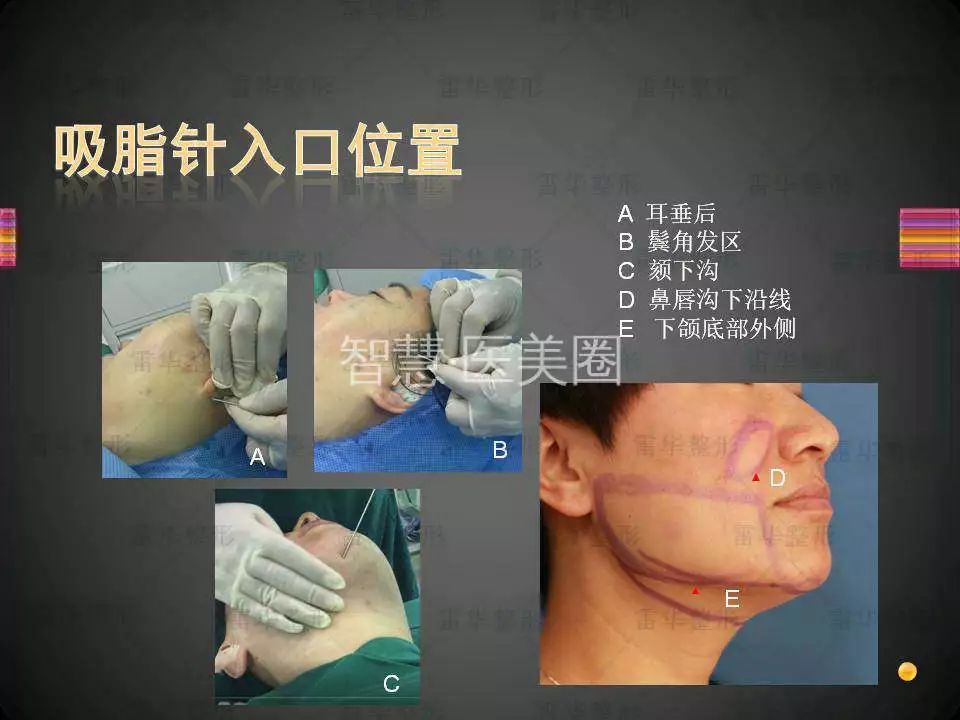 吸脂针入口位置
A 耳垂后
B 鬓角发区
C 颏下沟
D 鼻唇沟下沿线
E 下颌底部外侧
智慧 医美圈
A
B
D
E
C
雷华整形